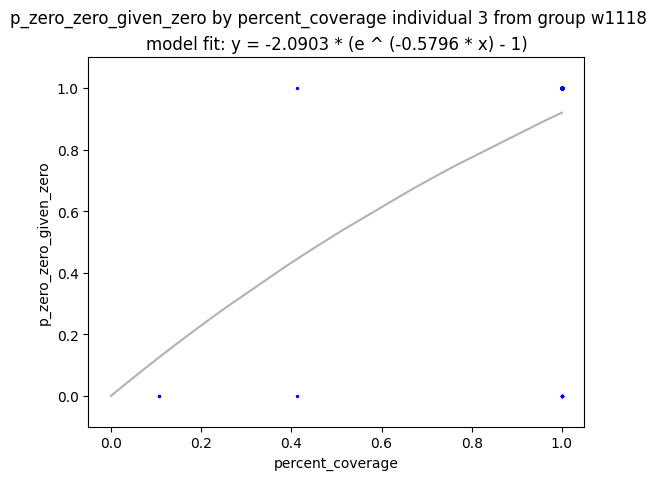 p_zero_zero_given_zero by percent_coverage individual 3 from group w1118
model fit: y = -2.0903 * (e ^ (-0.5796 * x) - 1)
1.0
0.8
0.6
0.4
0.2
0.0
p_zero_zero_given_zero
0.0 0.2 0.4 0.6 0.8 1.0
percent_coverage